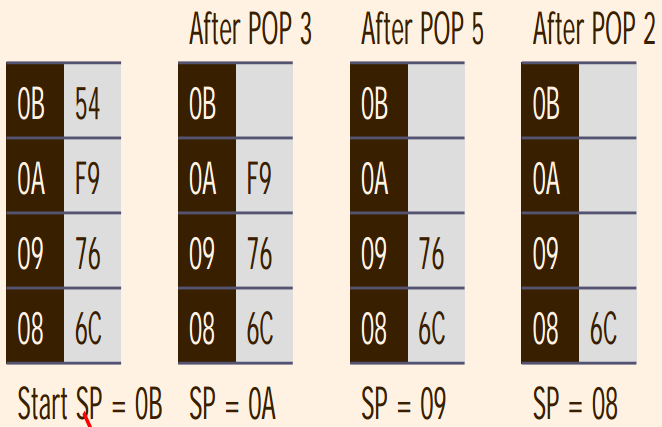 After POP 3 After POP 5 After POP 2
0B 54 0B 0B 0B
0A F9 0A F9 0A 0A
09 76 09 76 09 76 09
08 6C 08 6C 08 6C 08 6C
Start SP = 0B SP = 0A SP = 09 SP = 08